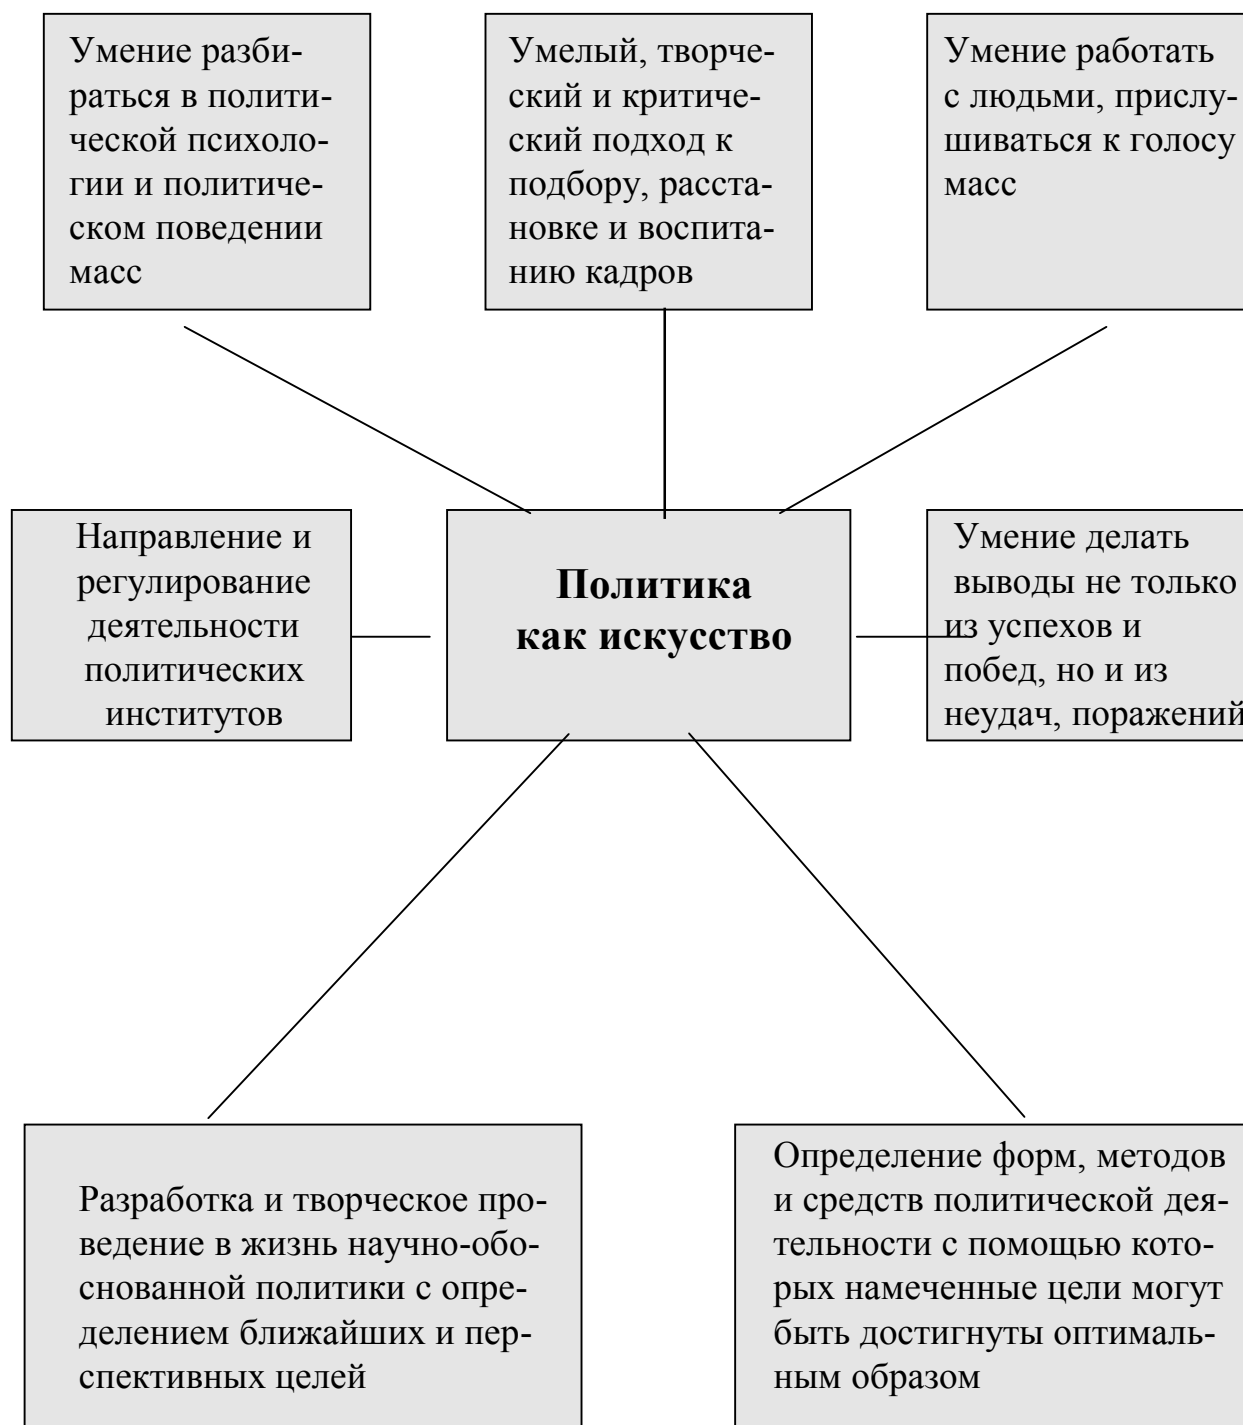 Умение разби-
раться в полити-
ческой психоло-
гии и политиче-
ском поведении
масс
Умелый, творче-
ский и критиче-
ский подход к
подбору, расста-
новке и воспита-
нию кадров
Умение работать
с людьми, прислу-
шиваться к голосу
масс
Направление и
регулирование
деятельности
политических
институтов
Политика
как искусство
Умение делать
выводы не только
из успехов и
побед, но и из
неудач, поражений
Разработка и творческое про-
ведение в жизнь научно-обо-
снованной политики с опре-
делением ближайших и пер-
спективных целей
Определение форм, методов
и средств политической дея-
тельности с помощью кото-
рых намеченные цели могут
быть достигнуты оптималь-
ным образом